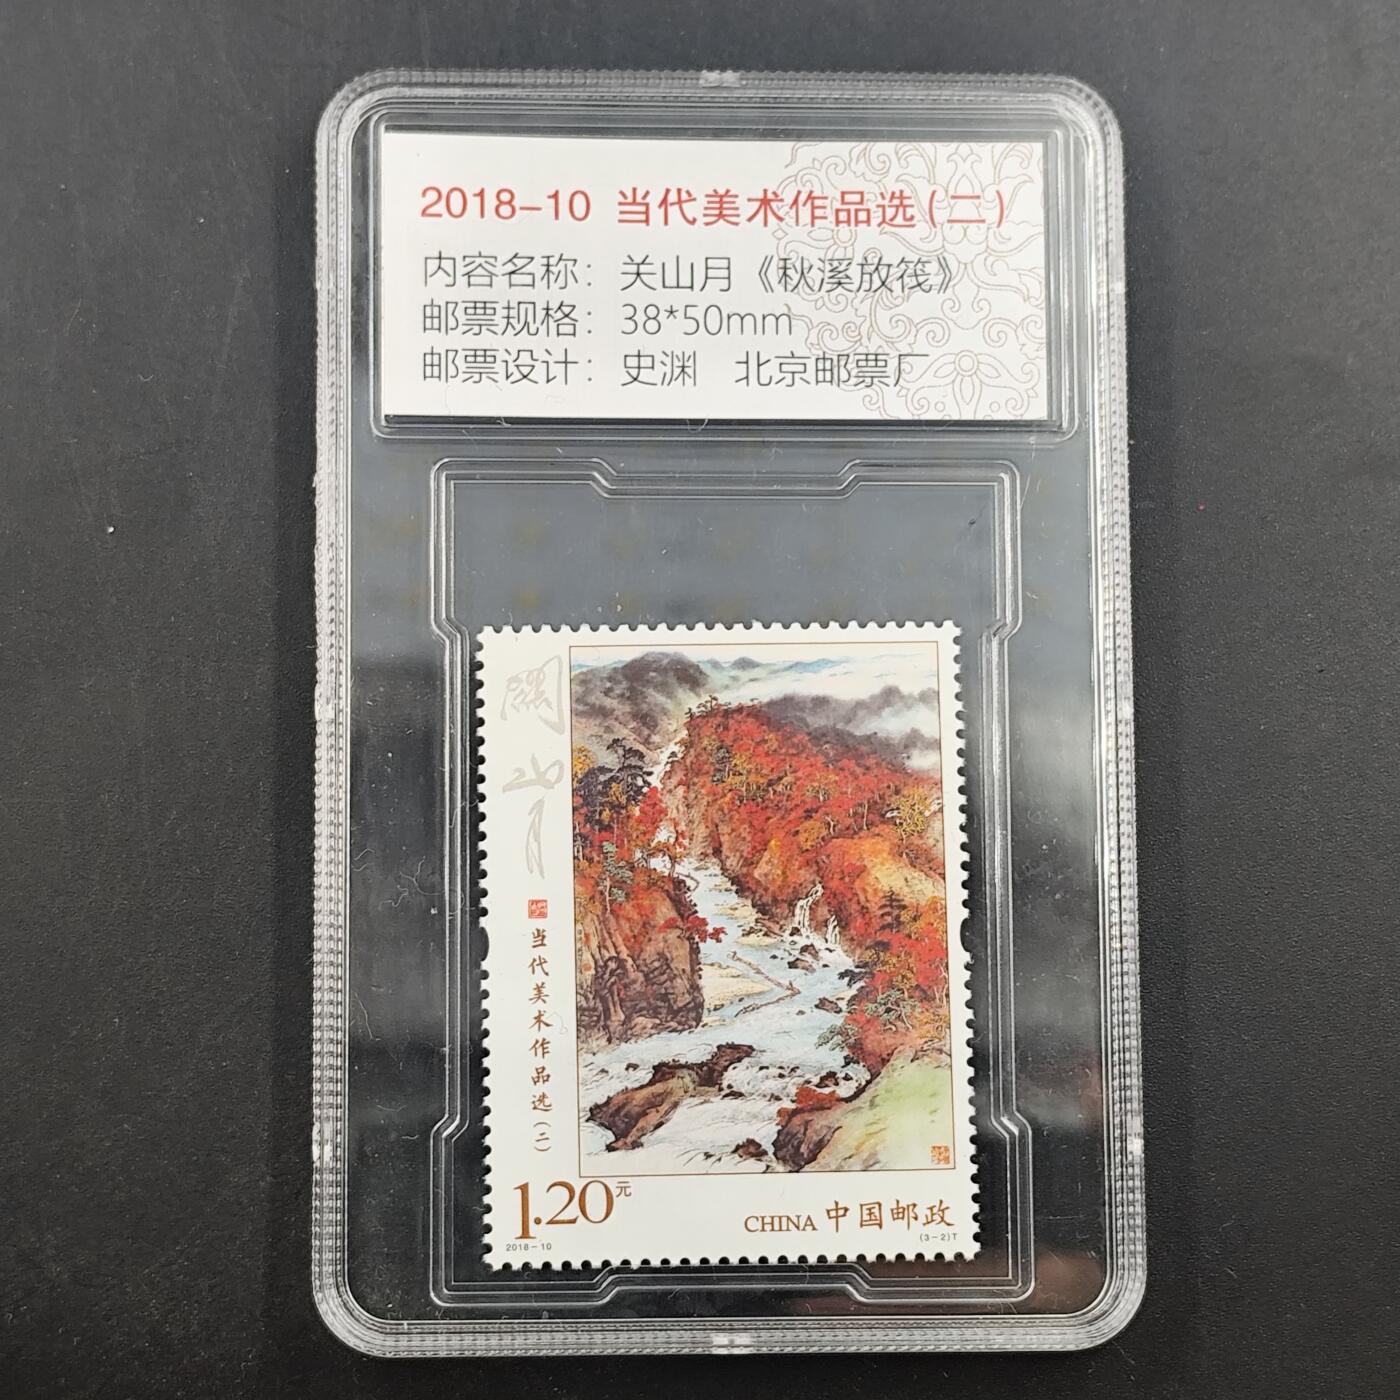 2018-10 当代美术作品选(二)
内容名称：关山月《秋溪放筏》
邮票规格：38*50mm
邮票设计：史渊 北京邮票厂
關山月
当代美术作品选(二)
1.20元
2018-10
CHINA 中国邮政
(3-2)T